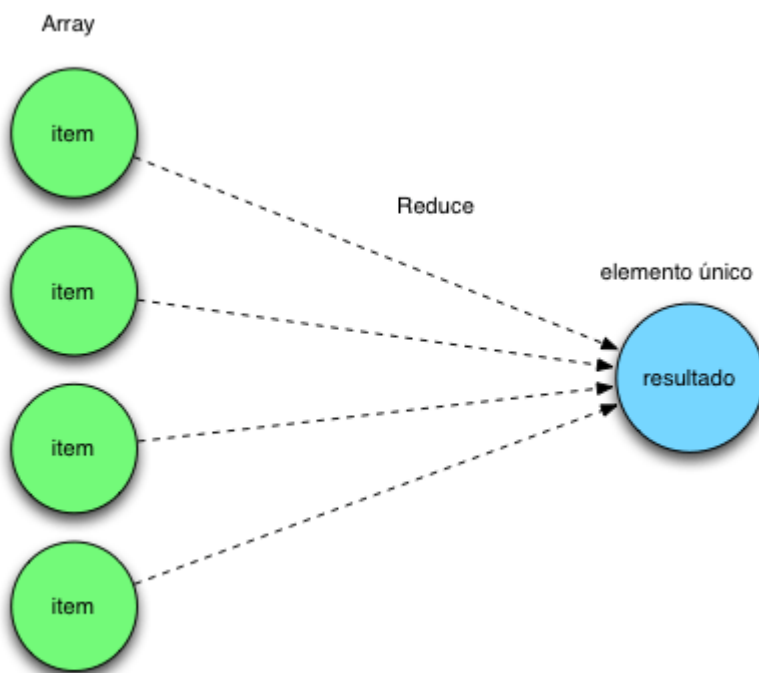 Array
item
Reduce
elemento único
item
resultado
item
item